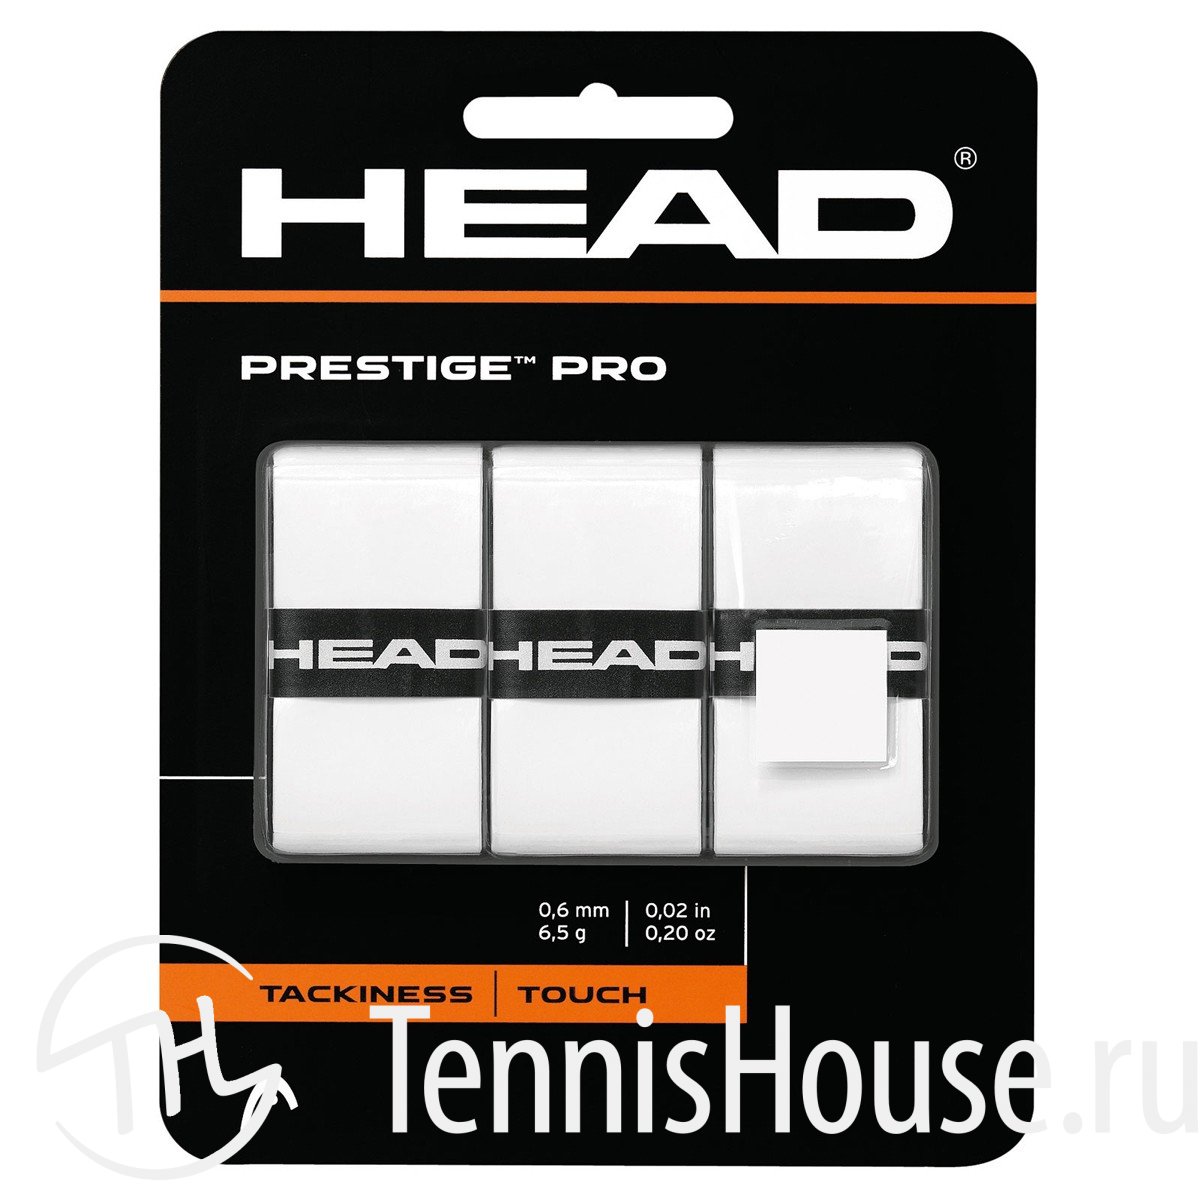 HEAD®
PRESTIGE™ PRO
HEAD HEAD H D
0,6 mm | 0,02 in
6,5 g | 0,20 oz
TACKINESS | TOUCH
TH
TennisHouse.ru